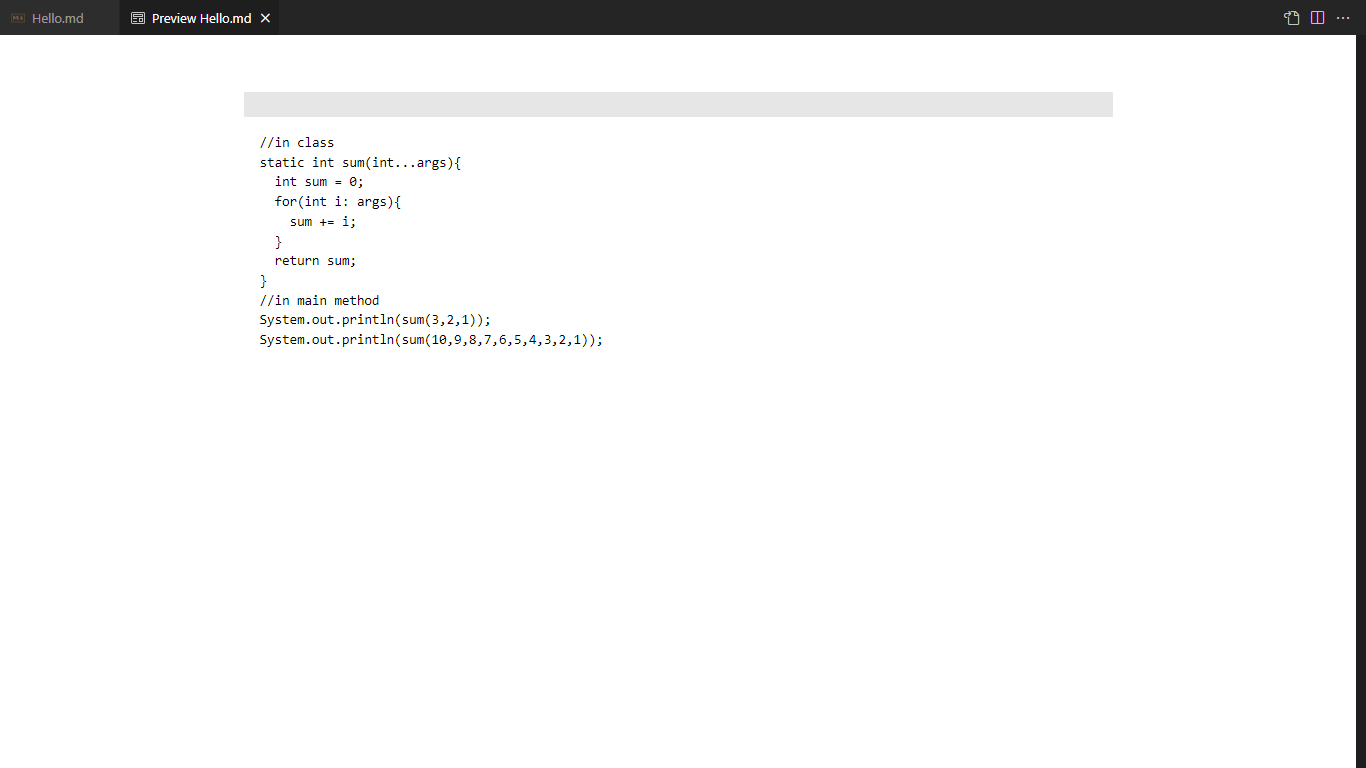 Hello.md
Preview Hello.md
//in class
static int sum(int...args){
  int sum = 0;
  for(int i: args){
    sum += i;
  }
  return sum;
}
//in main method
System.out.println(sum(3,2,1));
System.out.println(sum(10,9,8,7,6,5,4,3,2,1));